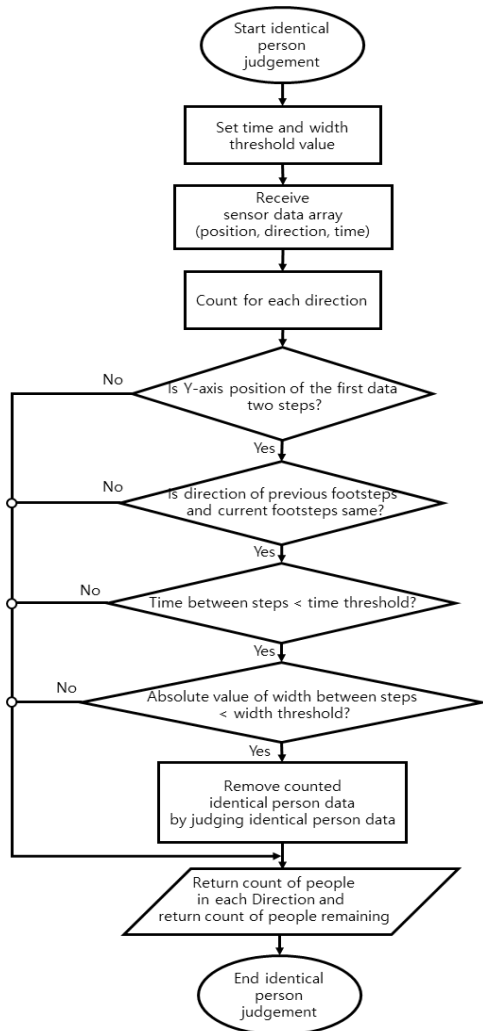 Start identical
person
judgement
Set time and width
threshold value
Receive
sensor data array
(position, direction, time)
Count for each direction
No
Is Y-axis position of the first data
two steps?
Yes
No
Is direction of previous footsteps
and current footsteps same?
Yes
No
Time between steps < time threshold?
Yes
No
Absolute value of width between steps
< width threshold?
Yes
Remove counted
identical person data
by judging identical person data
Return count of people
in each Direction and
return count of people remaining
End identical
person
judgement